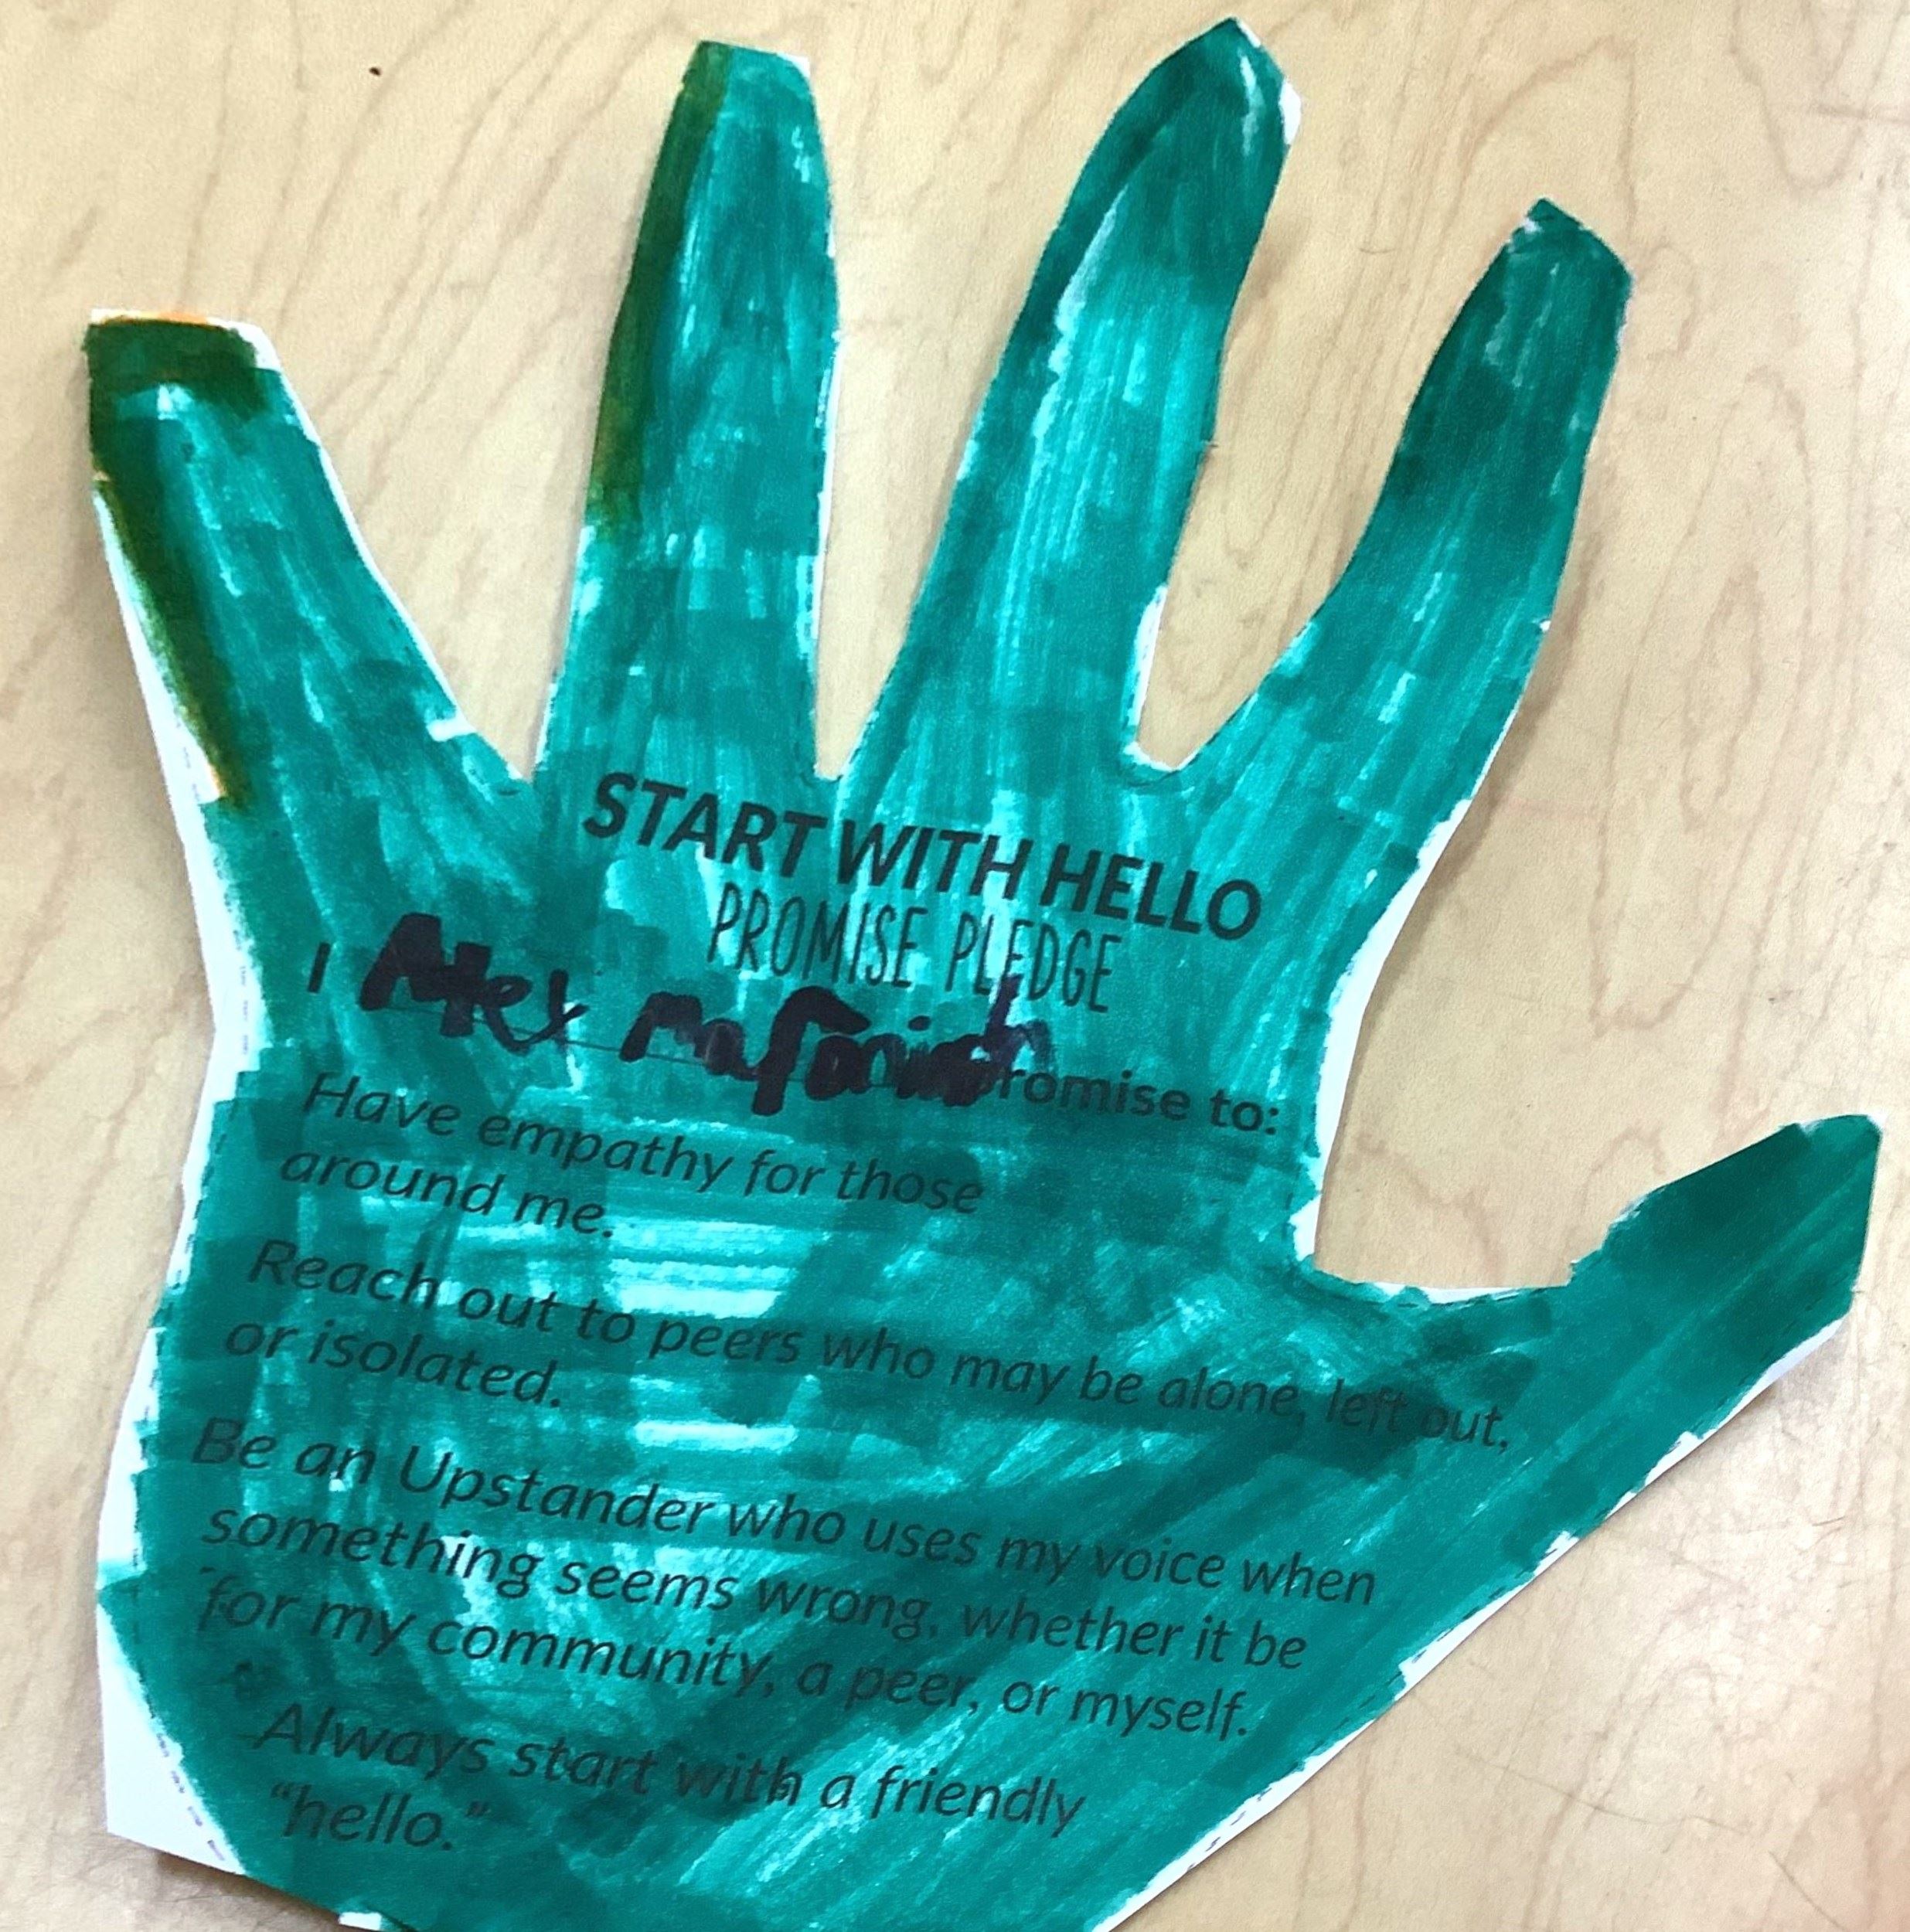 START WITH HELLO
PROMISE PLEDGE
I Alex promise to:
Have empathy for those
around me.
Reach out to peers who may be alone, left out,
or isolated.
Be an Upstander who uses my voice when
something seems wrong, whether it be
for my community, a peer, or myself.
Always start with a friendly
"hello."